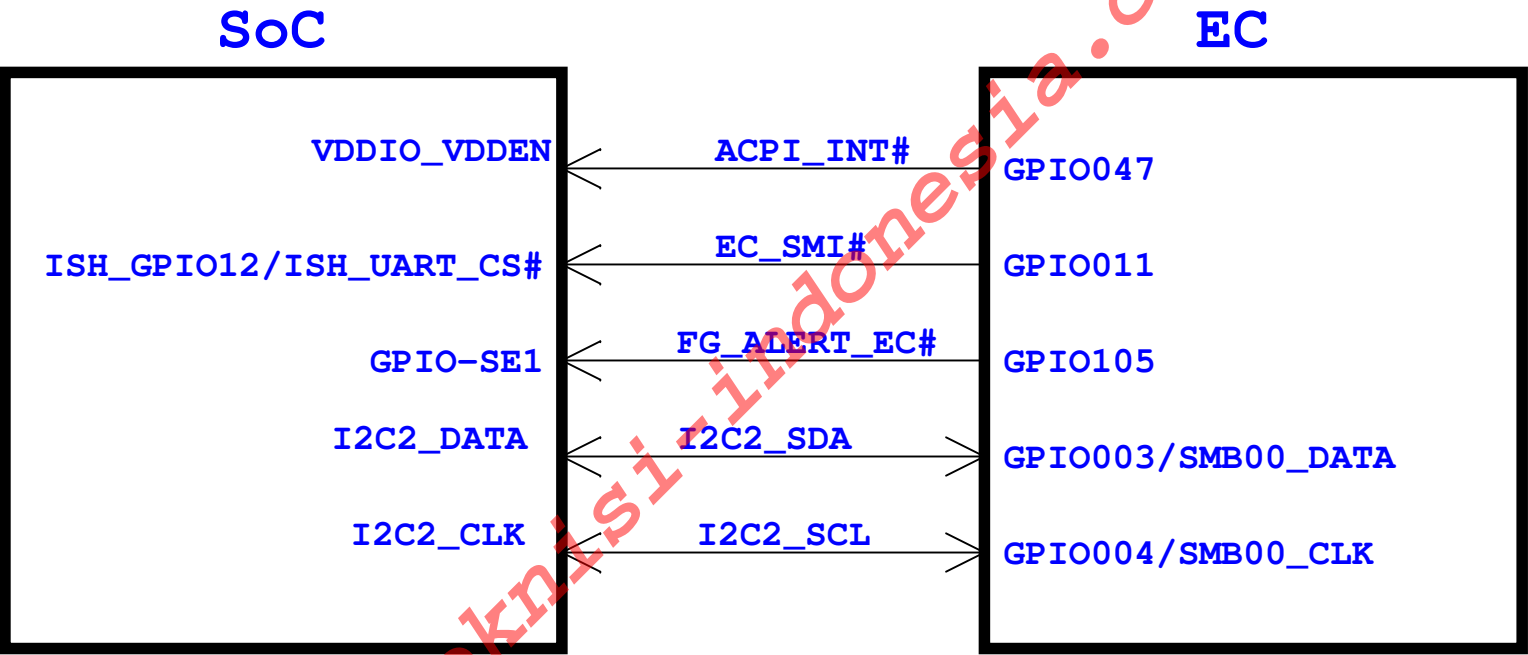 SoC
EC
VDDIO_VDDEN
ACPI_INT#
GPIO047
ISH_GPIO12/ISH_UART_CS#
EC_SMI#
GPIO011
GPIO-SE1
FG_ALERT_EC#
GPIO105
I2C2_DATA
I2C2_SDA
GPIO003/SMB00_DATA
I2C2_CLK
I2C2_SCL
GPIO004/SMB00_CLK